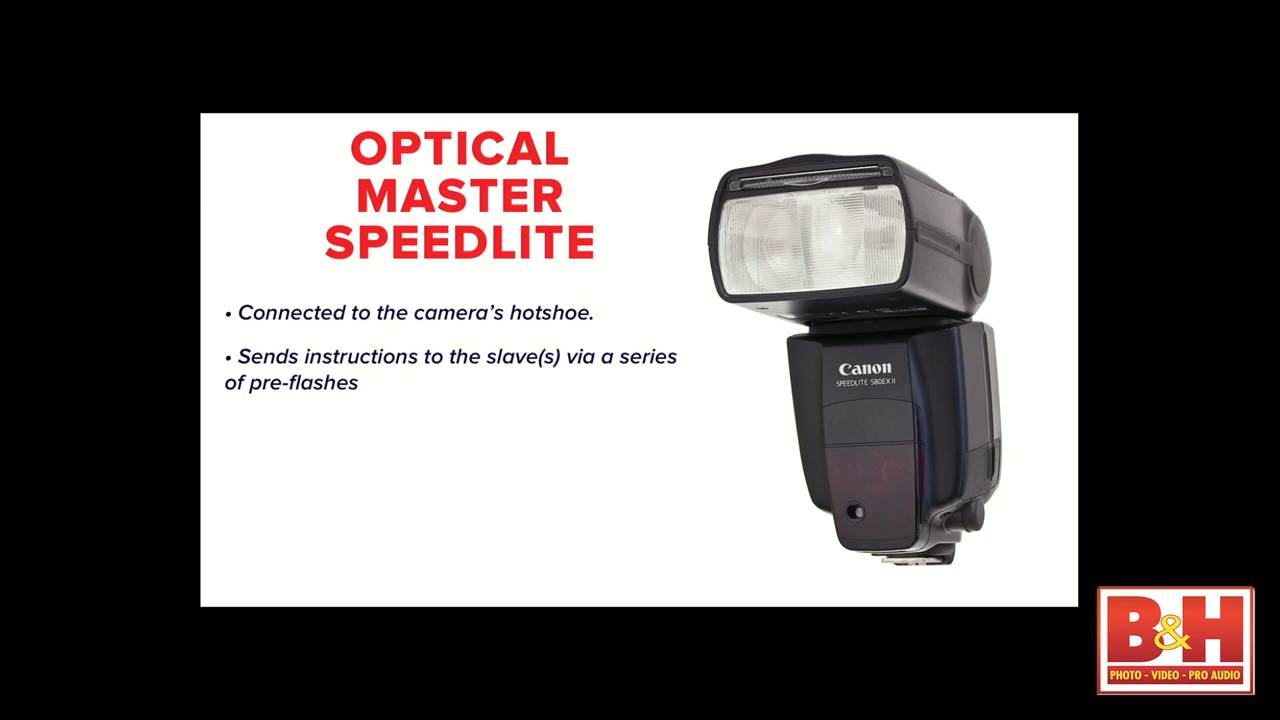 OPTICAL
MASTER
SPEEDLITE
• Connected to the camera's hotshoe.
• Sends instructions to the slave(s) via a series
of pre-flashes
Canon
SPEEDLITE 580EX II
B&H
PHOTO - VIDEO - PRO AUDIO